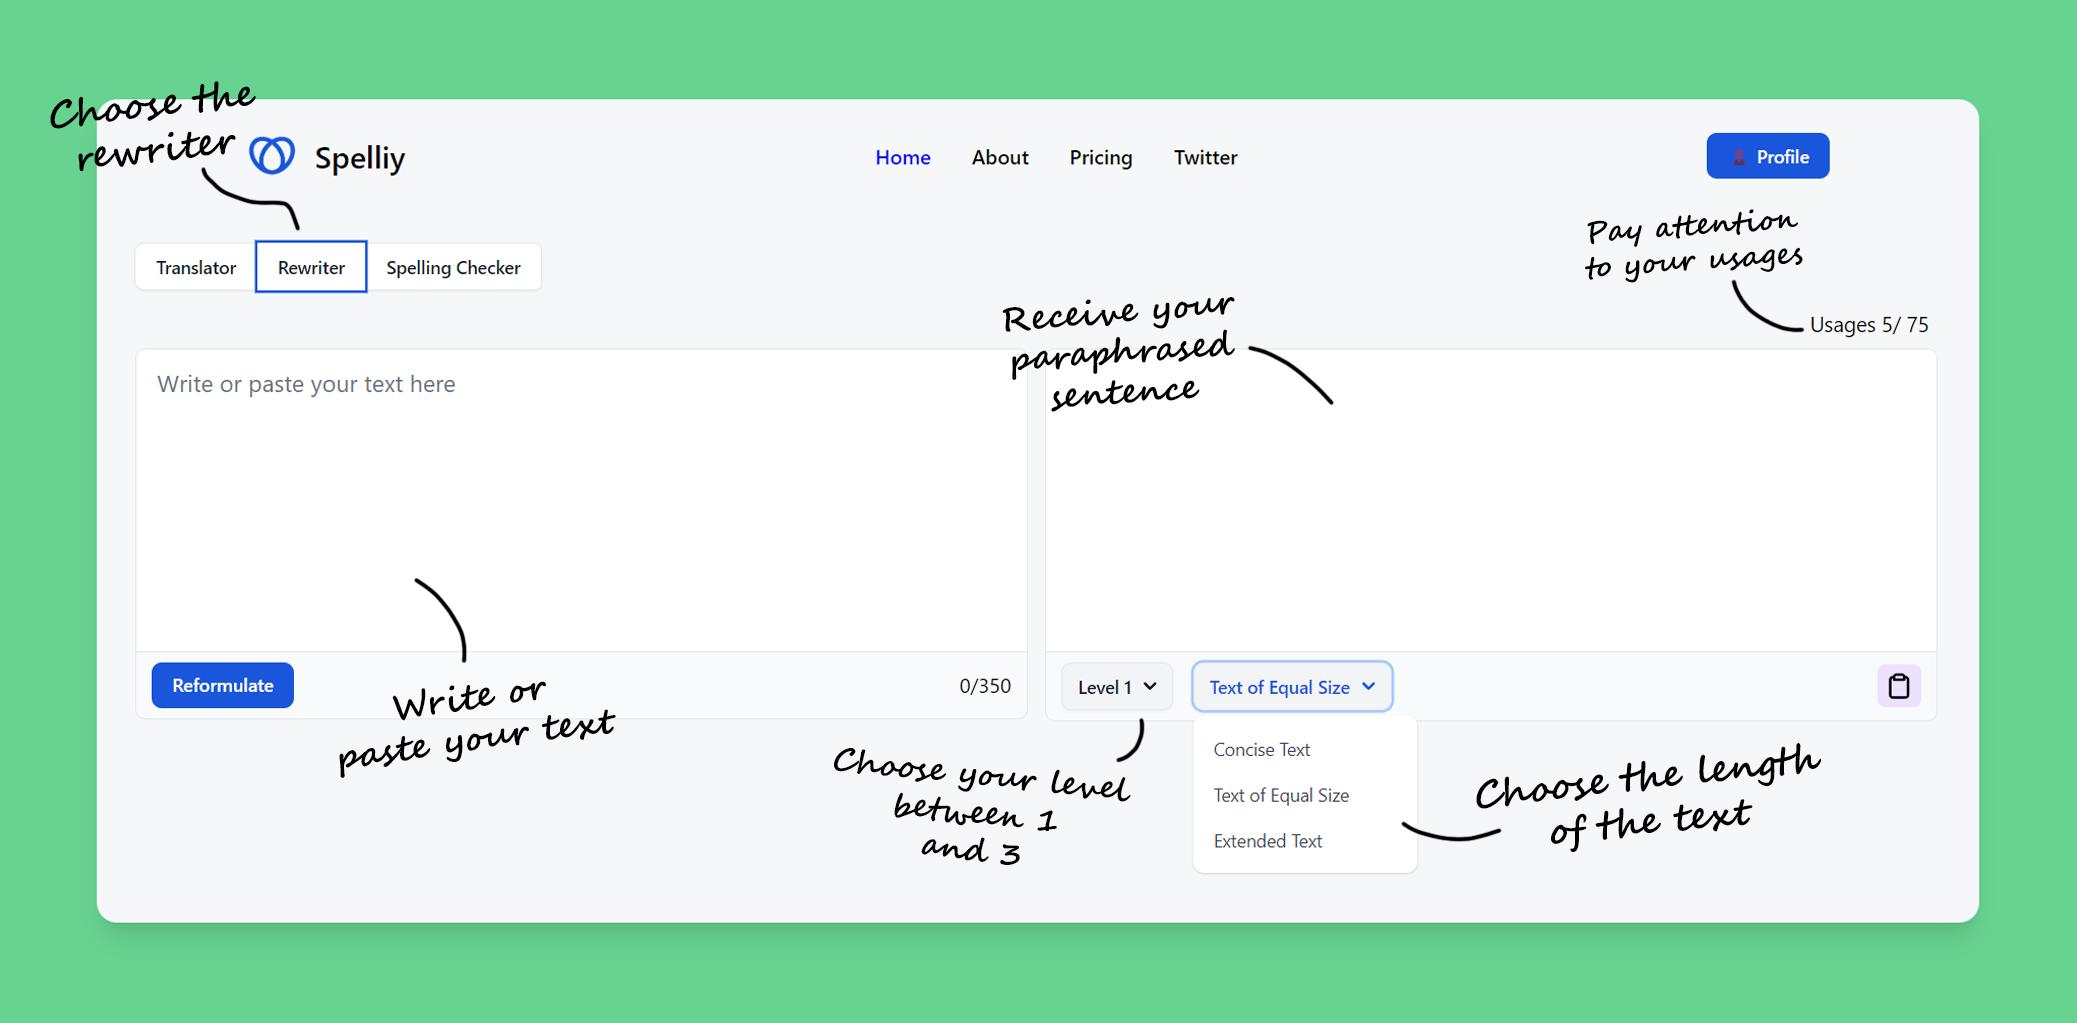 Choose the
rewriter
Spelliy
Home About Pricing Twitter
Profile
Pay attention
to your usages
Translator Rewriter Spelling Checker
Usages 5/ 75
Receive your
paraphrased
sentence
Write or paste your text here
Write or
paste your text
Reformulate
0/350
Level 1
Text of Equal Size
Concise Text
Text of Equal Size
Extended Text
Choose your level
between 1
and 3
Choose the length
of the text